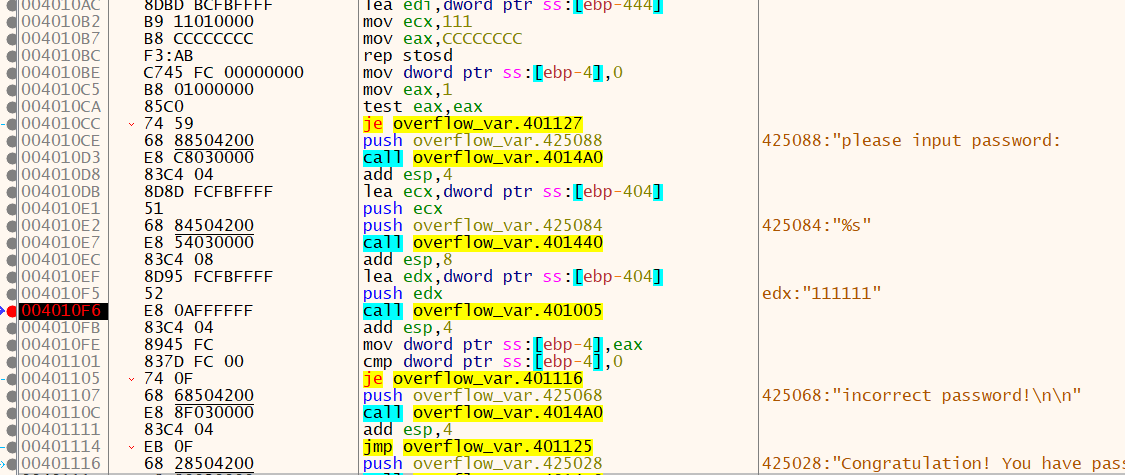 004010AC 8DBD BCFBFFFF lea edi,dword ptr ss:[ebp-444]
004010B2 B9 11010000 mov ecx,111
004010B7 B8 CCCCCCCC mov eax,CCCCCCCC
004010BC F3:AB rep stosd
004010BE C745 FC 00000000 mov dword ptr ss:[ebp-4],0
004010C5 B8 01000000 mov eax,1
004010CA 85C0 test eax,eax
004010CC 74 59 je overflow_var.401127
004010CE 68 88504200 push overflow_var.425088 425088:"please input password:
004010D3 E8 C8030000 call overflow_var.4014A0
004010D8 83C4 04 add esp,4
004010DB 8D8D FCFBFFFF lea ecx,dword ptr ss:[ebp-404]
004010E1 51 push ecx
004010E2 68 84504200 push overflow_var.425084 425084:"%s"
004010E7 E8 54030000 call overflow_var.401440
004010EC 83C4 08 add esp,8
004010EF 8D95 FCFBFFFF lea edx,dword ptr ss:[ebp-404]
004010F5 52 push edx edx:"111111"
004010F6 E8 0AFFFFFF call overflow_var.401005
004010FB 83C4 04 add esp,4
004010FE 8945 FC mov dword ptr ss:[ebp-4],eax
00401101 837D FC 00 cmp dword ptr ss:[ebp-4],0
00401105 74 0F je overflow_var.401116
00401107 68 68504200 push overflow_var.425068 425068:"incorrect password!\n\n"
0040110C E8 8F030000 call overflow_var.4014A0
00401111 83C4 04 add esp,4
00401114 EB 0F jmp overflow_var.401125
00401116 68 28504200 push overflow_var.425028 425028:"Congratulation! You have pas